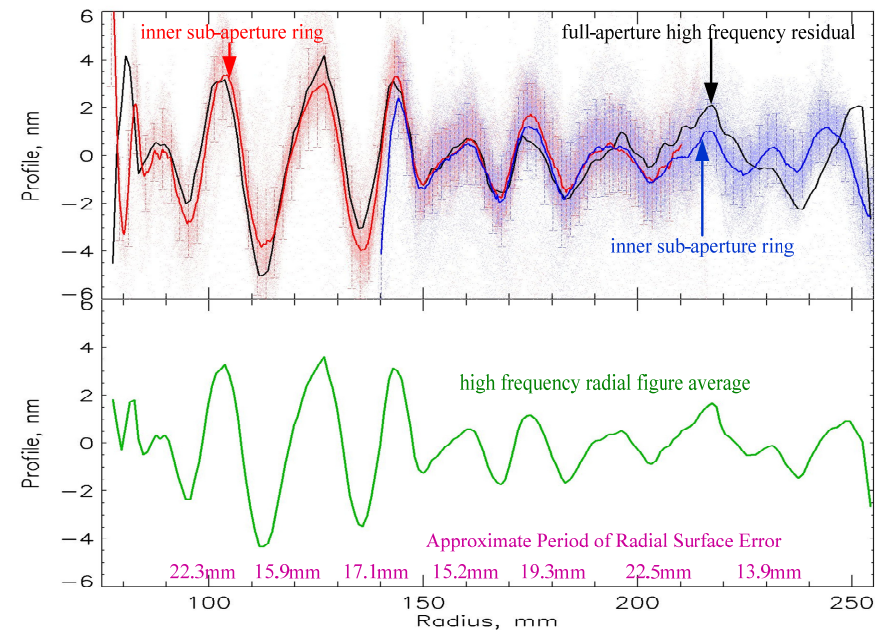 6
4
2
0
−2
−4
−6
Profile, nm
inner sub-aperture ring
full-aperture high frequency residual
inner sub-aperture ring
6
4
2
0
−2
−4
−6
Profile, nm
high frequency radial figure average
Approximate Period of Radial Surface Error
22.3mm 15.9mm 17.1mm 15.2mm 19.3mm 22.5mm 13.9mm
100 150 200 250
Radius, mm